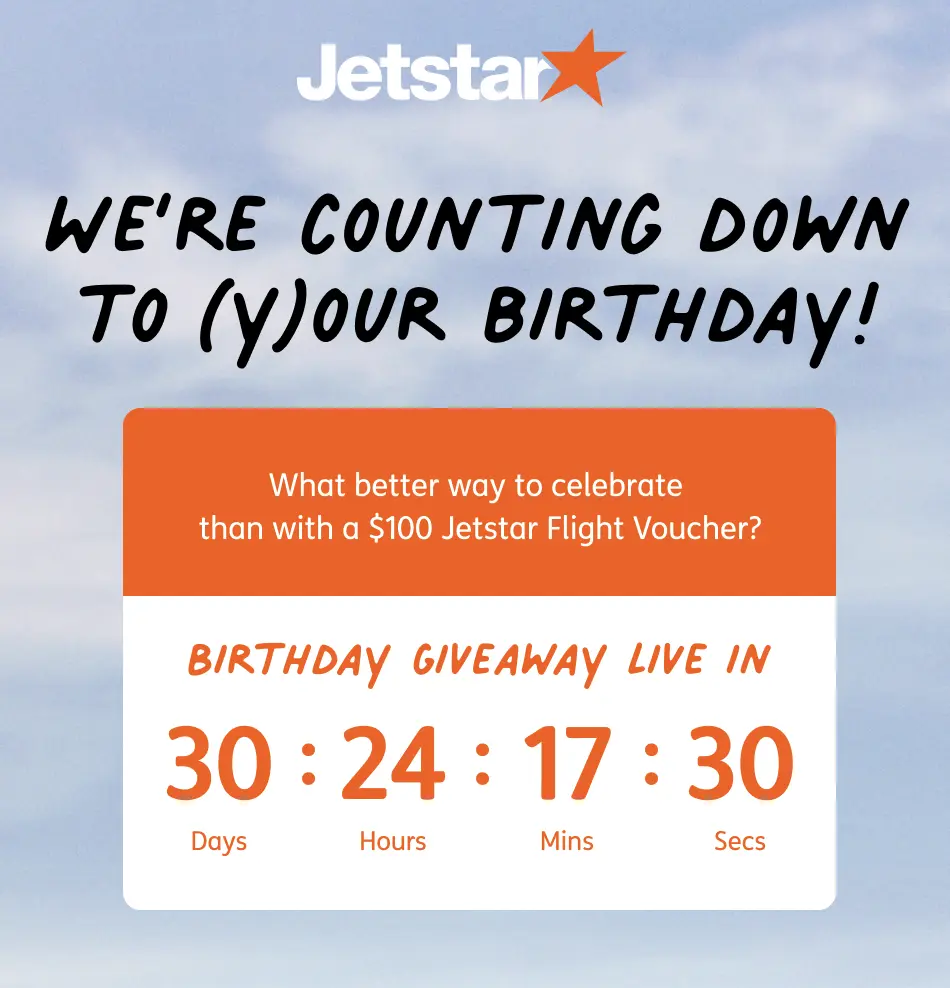 Jetstar
WE'RE COUNTING DOWN
TO (Y)OUR BIRTHDAY!
What better way to celebrate
than with a $100 Jetstar Flight Voucher?
BIRTHDAY GIVEAWAY LIVE IN
30 : 24 : 17 : 30
Days Hours Mins Secs